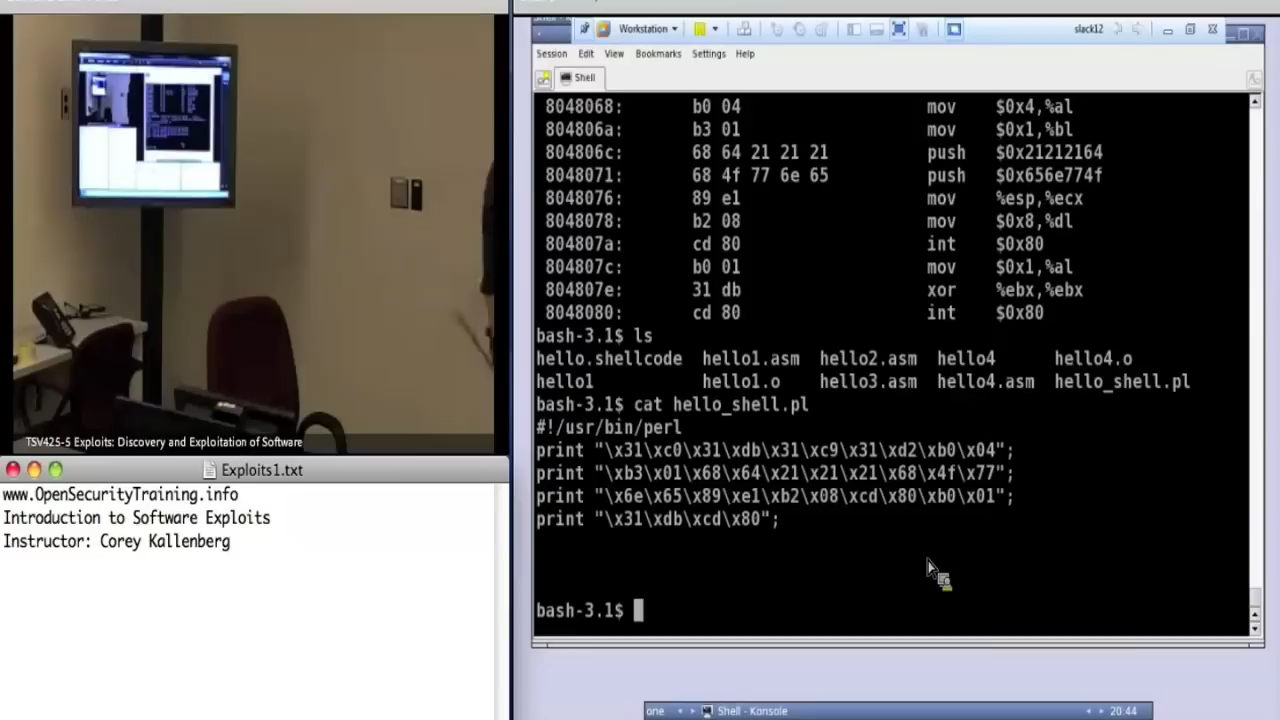 TSV425-5 Exploits: Discovery and Exploitation of Software
Exploits1.txt
www.OpenSecurityTraining.info
Introduction to Software Exploits
Instructor: Corey Kallenberg
Workstation
slack12
Session Edit View Bookmarks Settings Help
Shell
8048068: b0 04 mov $0x4,%al
804806a: b3 01 mov $0x1,%bl
804806c: 68 64 21 21 21 push $0x21212164
8048071: 68 4f 77 6e 65 push $0x656e774f
8048076: 89 e1 mov %esp,%ecx
8048078: b2 08 mov $0x8,%dl
804807a: cd 80 int $0x80
804807c: b0 01 mov $0x1,%al
804807e: 31 db xor %ebx,%ebx
8048080: cd 80 int $0x80
bash-3.1$ ls
hello.shellcode hello1.asm hello2.asm hello4 hello4.o
hello1 hello1.o hello3.asm hello4.asm hello_shell.pl
bash-3.1$ cat hello_shell.pl
#!/usr/bin/perl
print "\x31\xc0\x31\xdb\x31\xc9\x31\xd2\xb0\x04";
print "\xb3\x01\x68\x64\x21\x21\x21\x68\x4f\x77";
print "\x6e\x65\x89\xe1\xb2\x08\xcd\x80\xb0\x01";
print "\x31\xdb\xcd\x80";
bash-3.1$
one Shell - Konsole 20:44